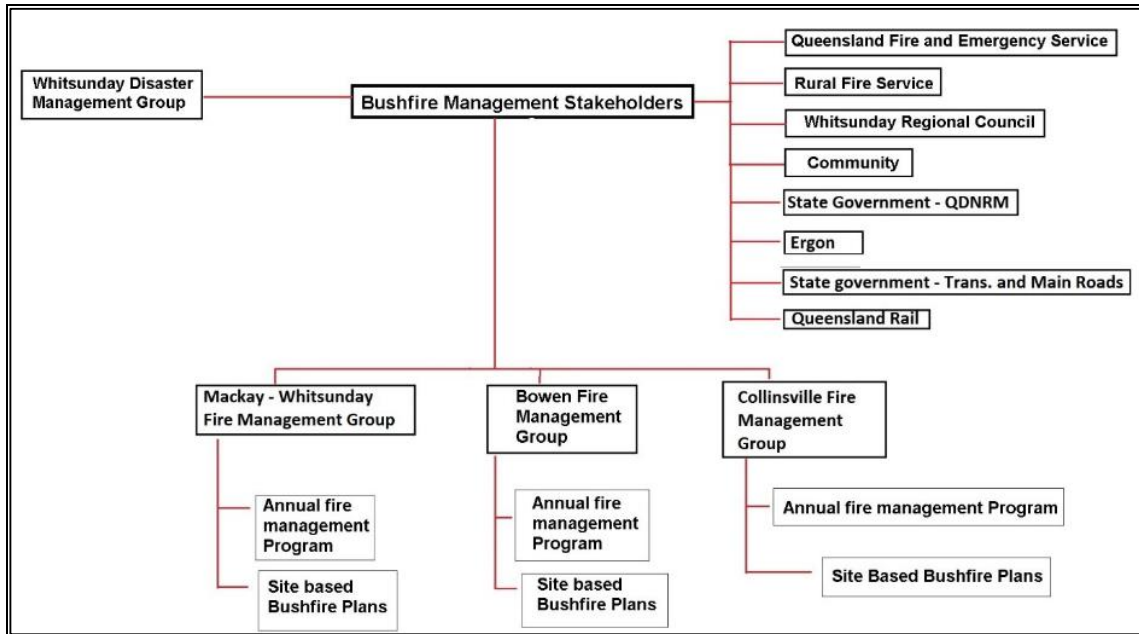 Queensland Fire and Emergency Service
Whitsunday Disaster
Management Group
Bushfire Management Stakeholders
Rural Fire Service
Whitsunday Regional Council
Community
State Government - QDNRM
Ergon
State government - Trans. and Main Roads
Queensland Rail
Mackay - Whitsunday
Fire Management Group
Bowen Fire
Management
Group
Collinsville Fire
Management
Group
Annual fire
management
Program
Site based
Bushfire Plans
Annual fire
management
Program
Site based
Bushfire Plans
Annual fire management Program
Site Based Bushfire Plans